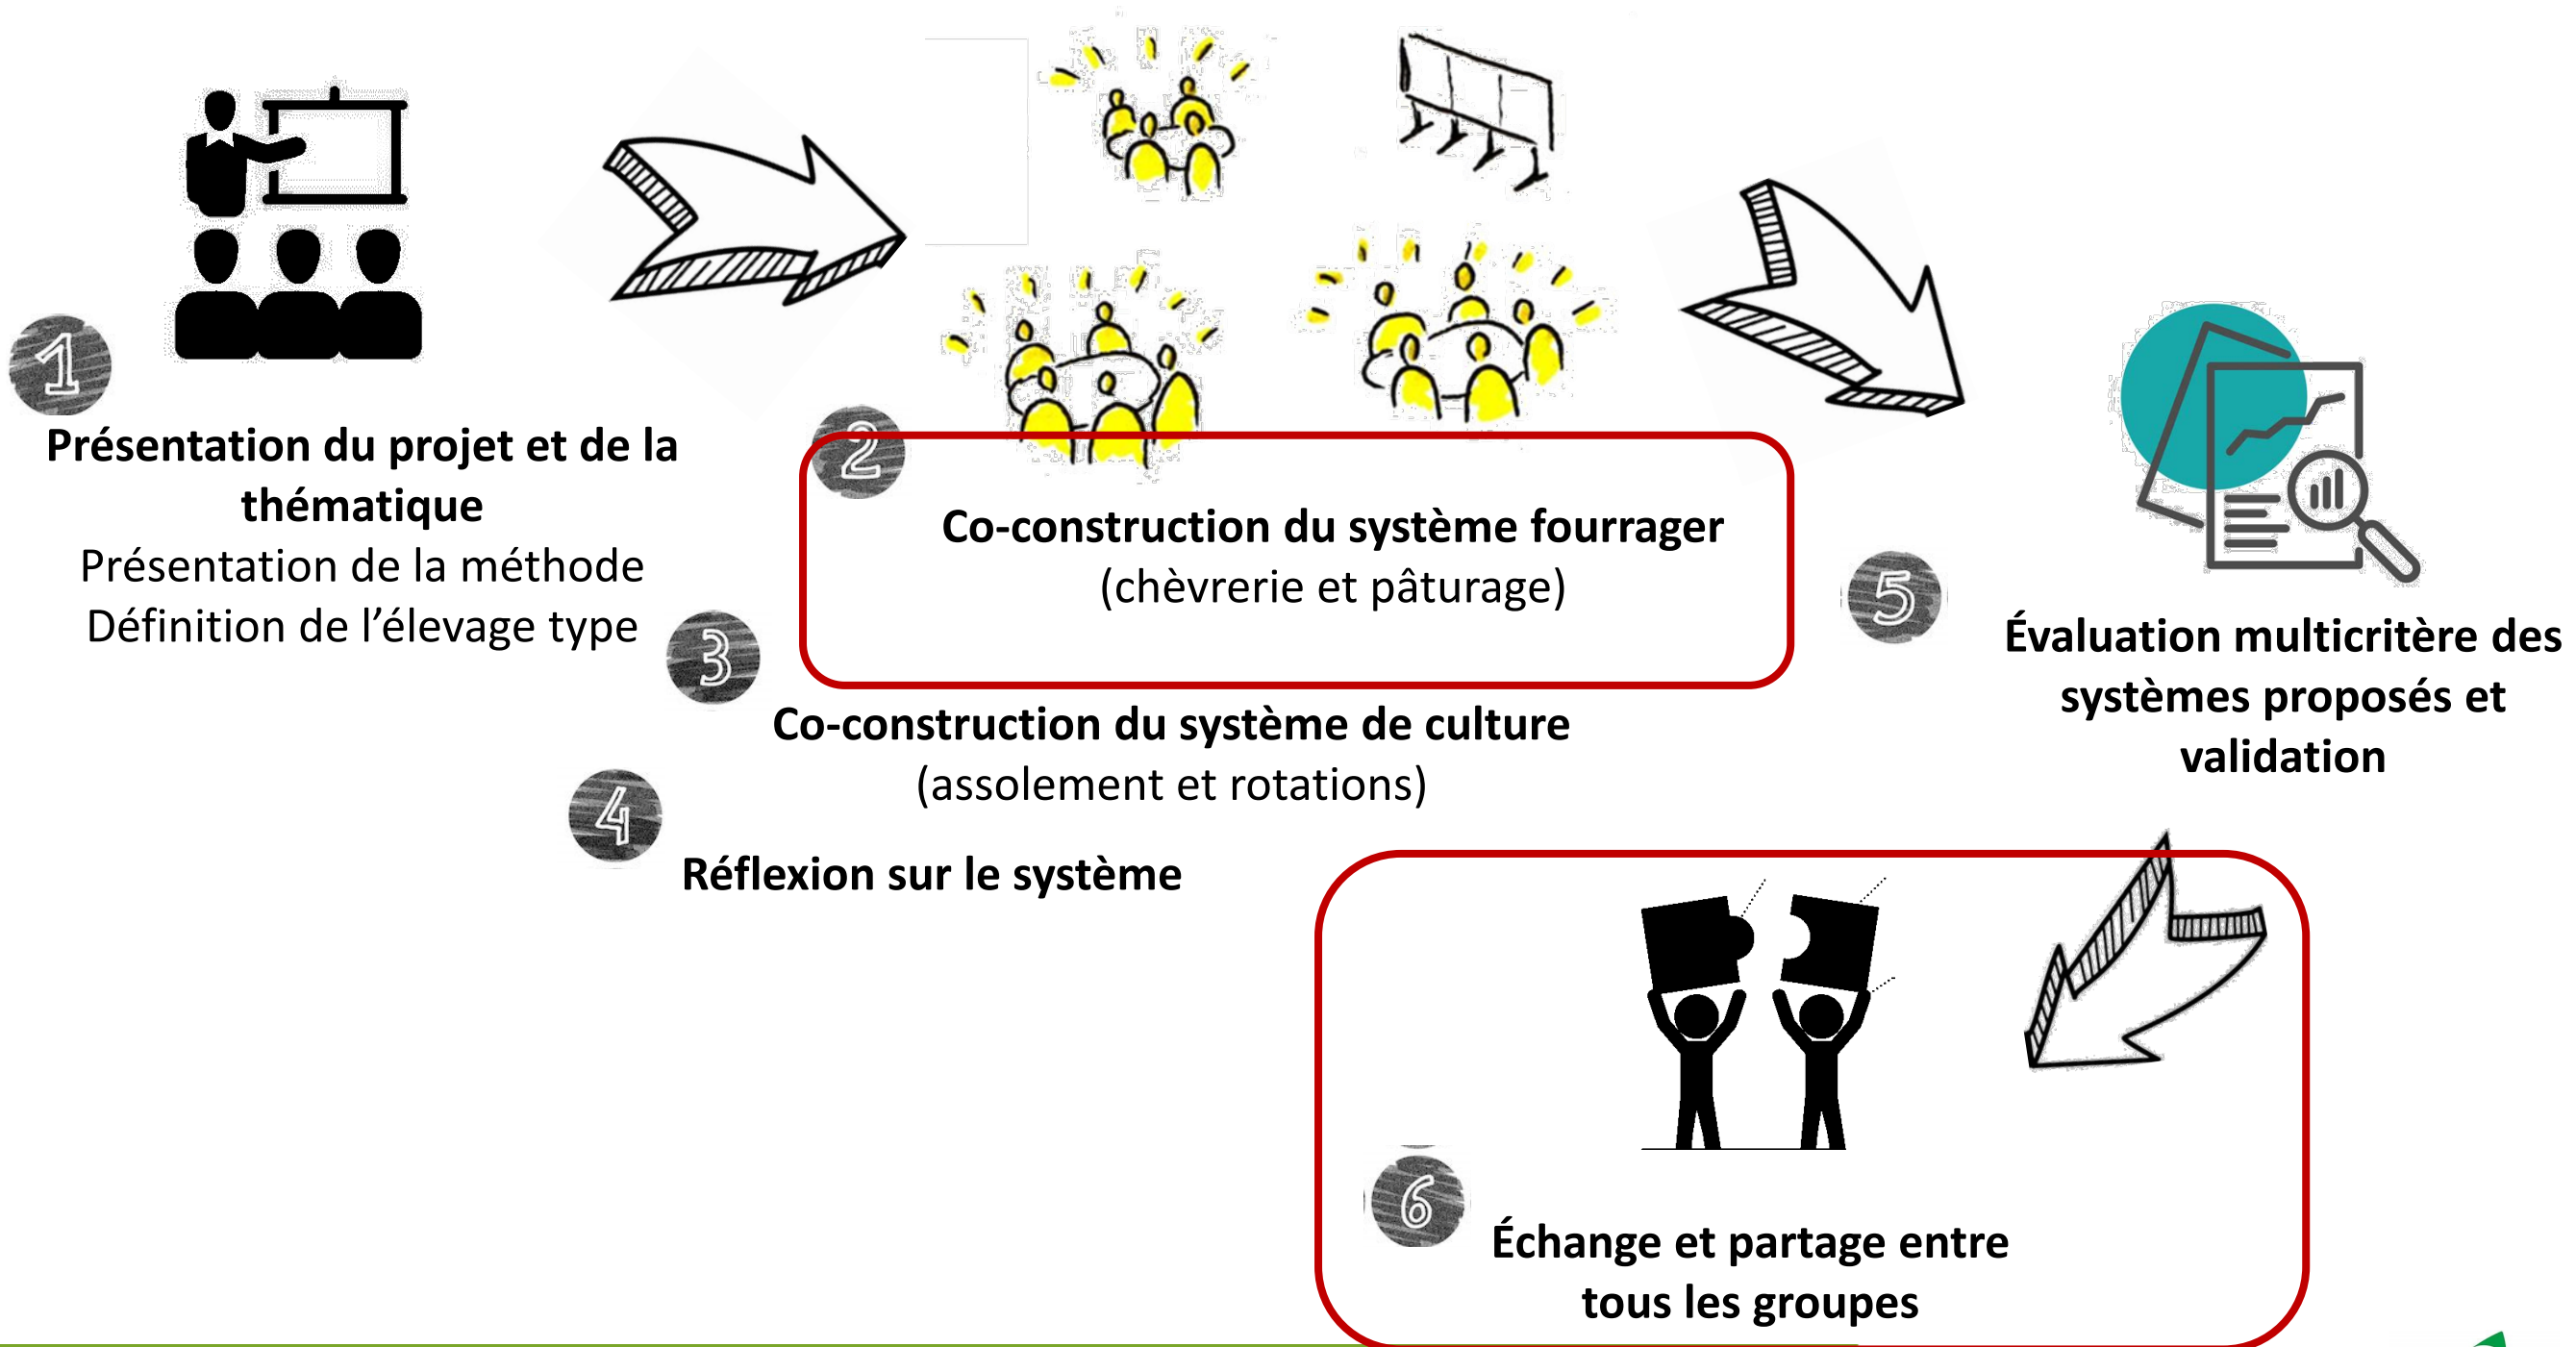 1
Présentation du projet et de la
thématique
Présentation de la méthode
Définition de l’élevage type
2
Co-construction du système fourrager
(chèvrerie et pâturage)
3
Co-construction du système de culture
(assolement et rotations)
4
Réflexion sur le système
5
Évaluation multicritère des
systèmes proposés et
validation
6
Échange et partage entre
tous les groupes